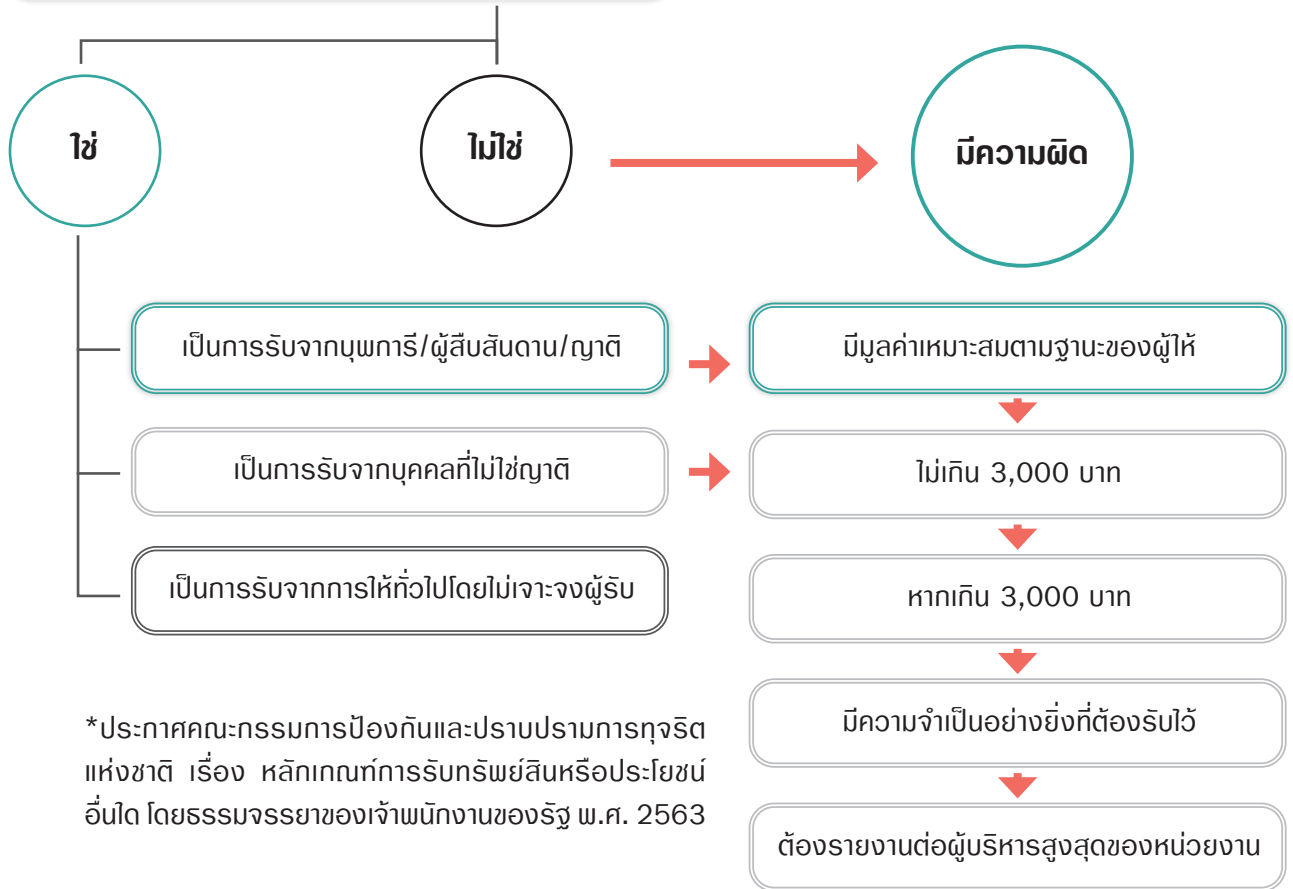 ใช่
ไม่ใช่
มีความผิด
เป็นการรับจากบุพการี/ผู้สืบสันดาน/ญาติ
มีมูลค่าเหมาะสมตามฐานะของผู้ให้
เป็นการรับจากบุคคลที่ไม่ใช่ญาติ
ไม่เกิน 3,000 บาท
เป็นการรับจากการให้ทั่วไปโดยไม่เจาะจงผู้รับ
หากเกิน 3,000 บาท
มีความจำเป็นอย่างยิ่งที่ต้องรับไว้
ต้องรายงานต่อผู้บริหารสูงสุดของหน่วยงาน
*ประกาศคณะกรรมการป้องกันและปราบปรามการทุจริต
แห่งชาติ เรื่อง หลักเกณฑ์การรับทรัพย์สินหรือประโยชน์
อื่นใด โดยธรรมจรรยาของเจ้าพนักงานของรัฐ พ.ศ. 2563